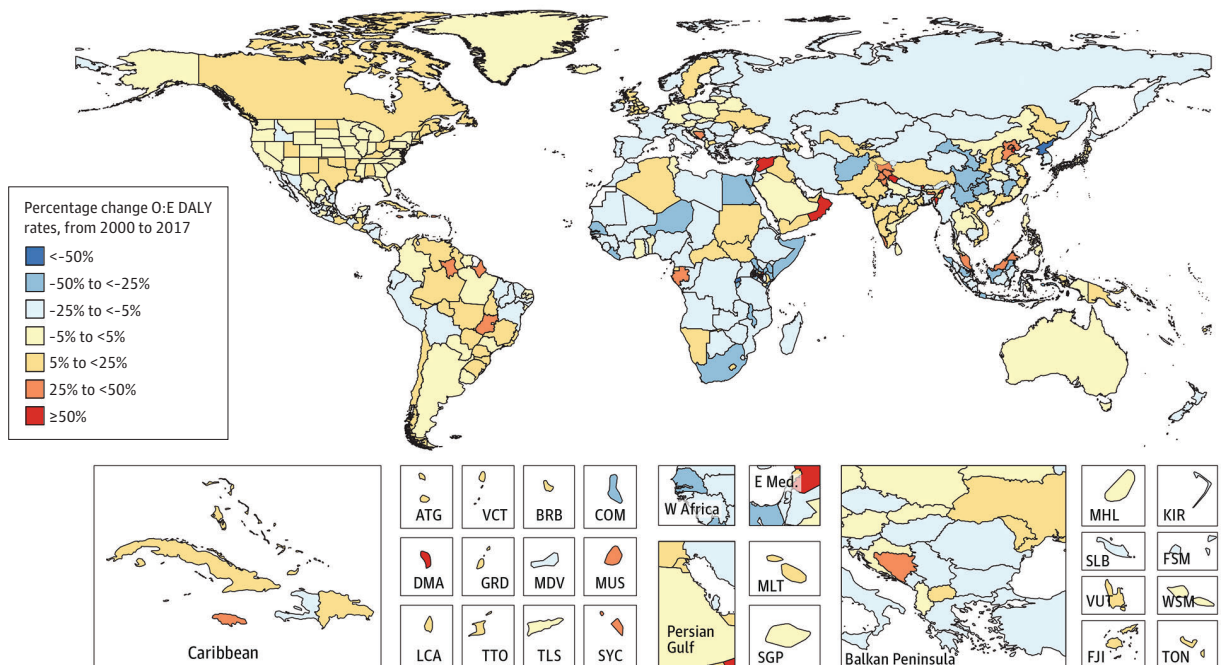 Percentage change O:E DALY
rates, from 2000 to 2017
<-50%
-50% to <-25%
-25% to <-5%
-5% to <5%
5% to <25%
25% to <50%
≥50%
Caribbean
ATG
VCT
BRB
COM
DMA
GRD
MDV
MUS
LCA
TTO
TLS
SYC
W Africa
E Med.
Persian
Gulf
MLT
SGP
Balkan Peninsula
MHL
KIR
SLB
FSM
VUT
WSM
FJI
TON